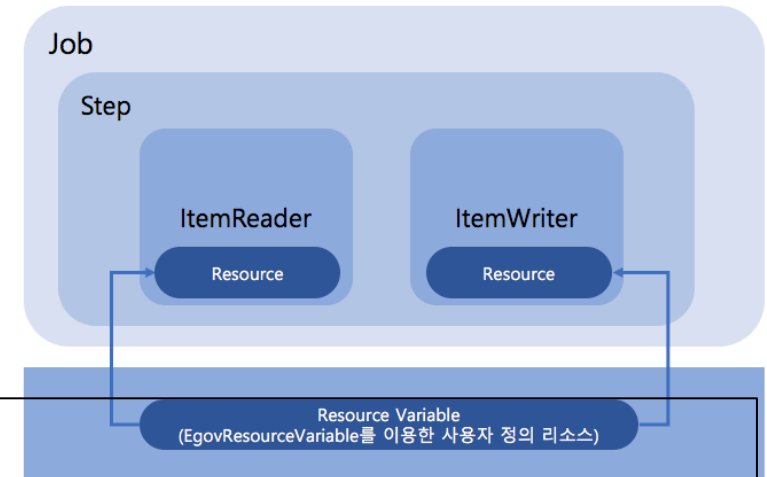 Job
Step
ItemReader
ItemWriter
Resource
Resource
Resource Variable
(EgovResourceVariable를 이용한 사용자 정의 리소스)